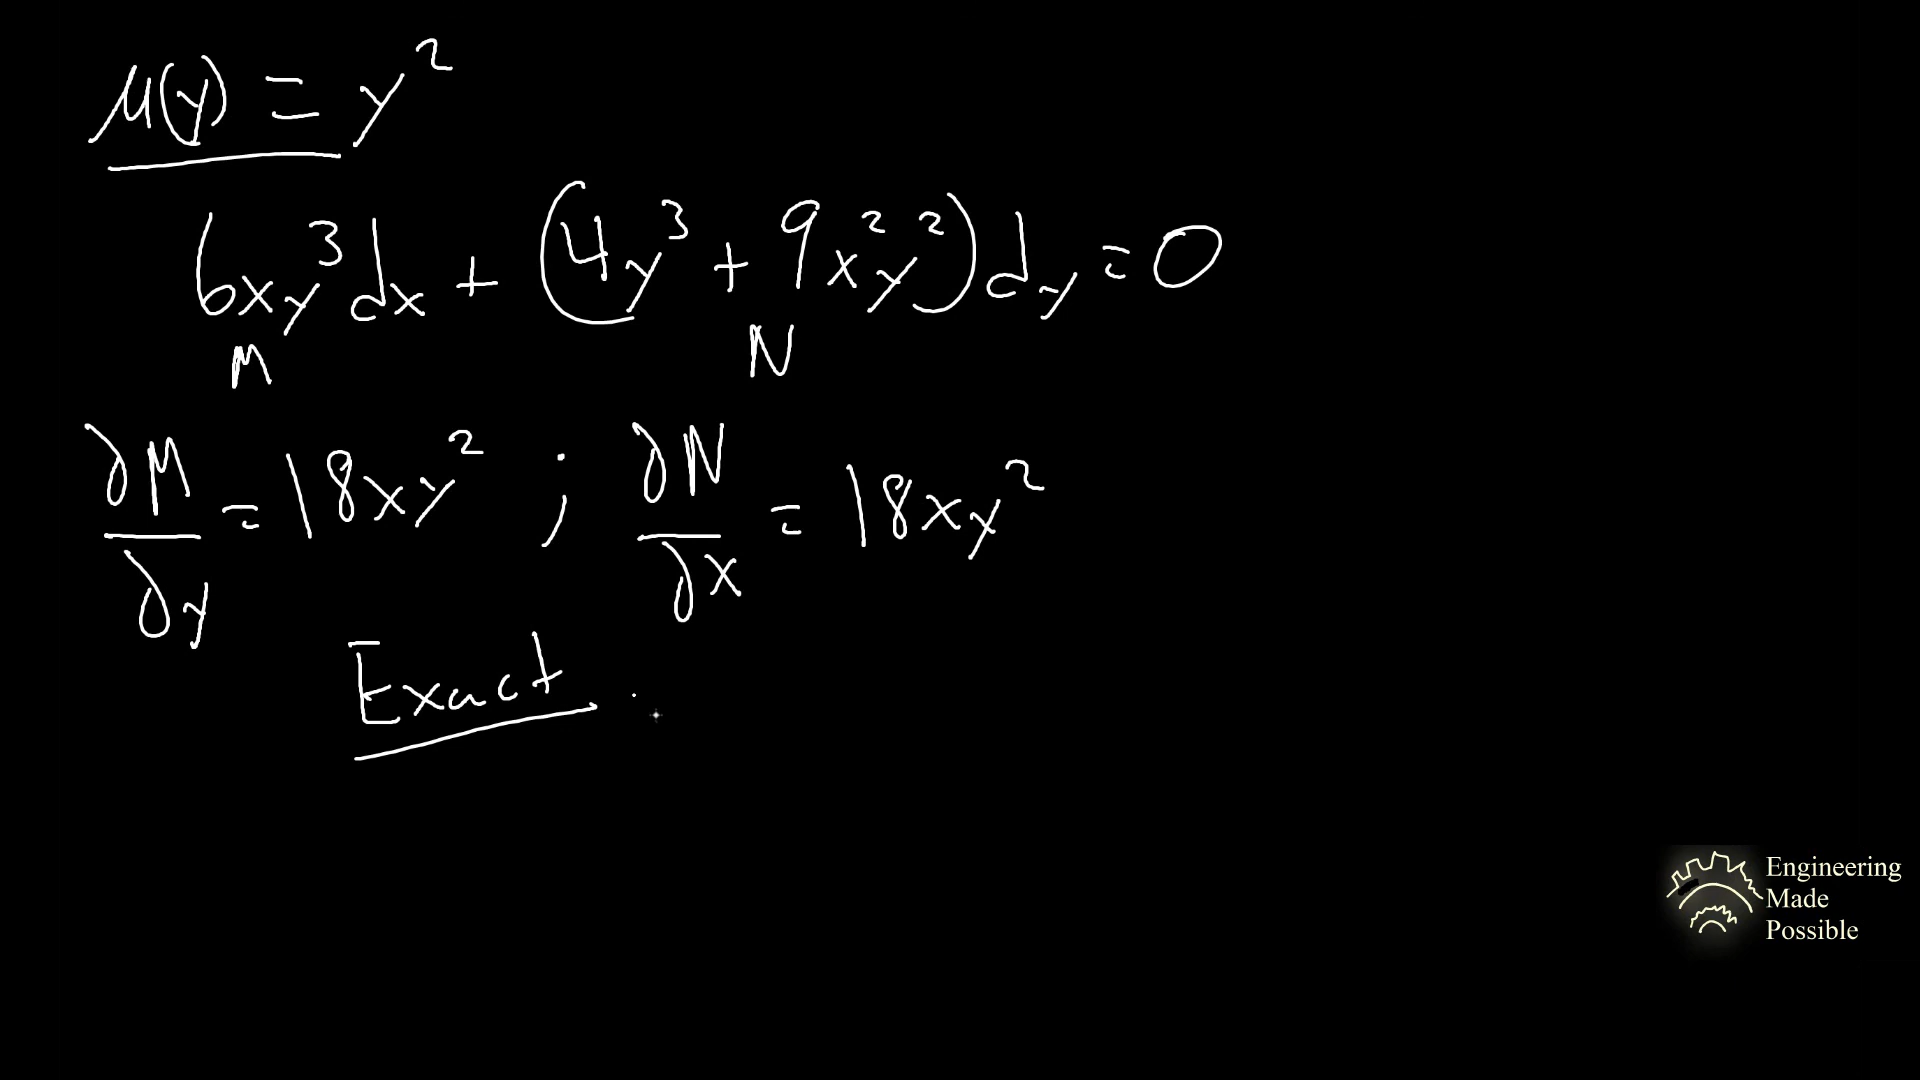 μ(y) = y²
6xy³dx + (4y³ + 9x²y²)dy = 0
M N
∂M/∂y = 18xy² ; ∂N/∂x = 18xy²
Exact
Engineering
Made
Possible